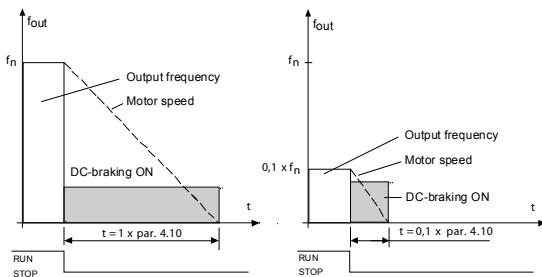 fout
fn
Output frequency
Motor speed
DC-braking ON
t
t = 1 x par. 4.10
RUN
STOP
fout
fn
Output frequency
Motor speed
0,1 x fn
DC-braking ON
t
t = 0,1 x par. 4.10
RUN
STOP